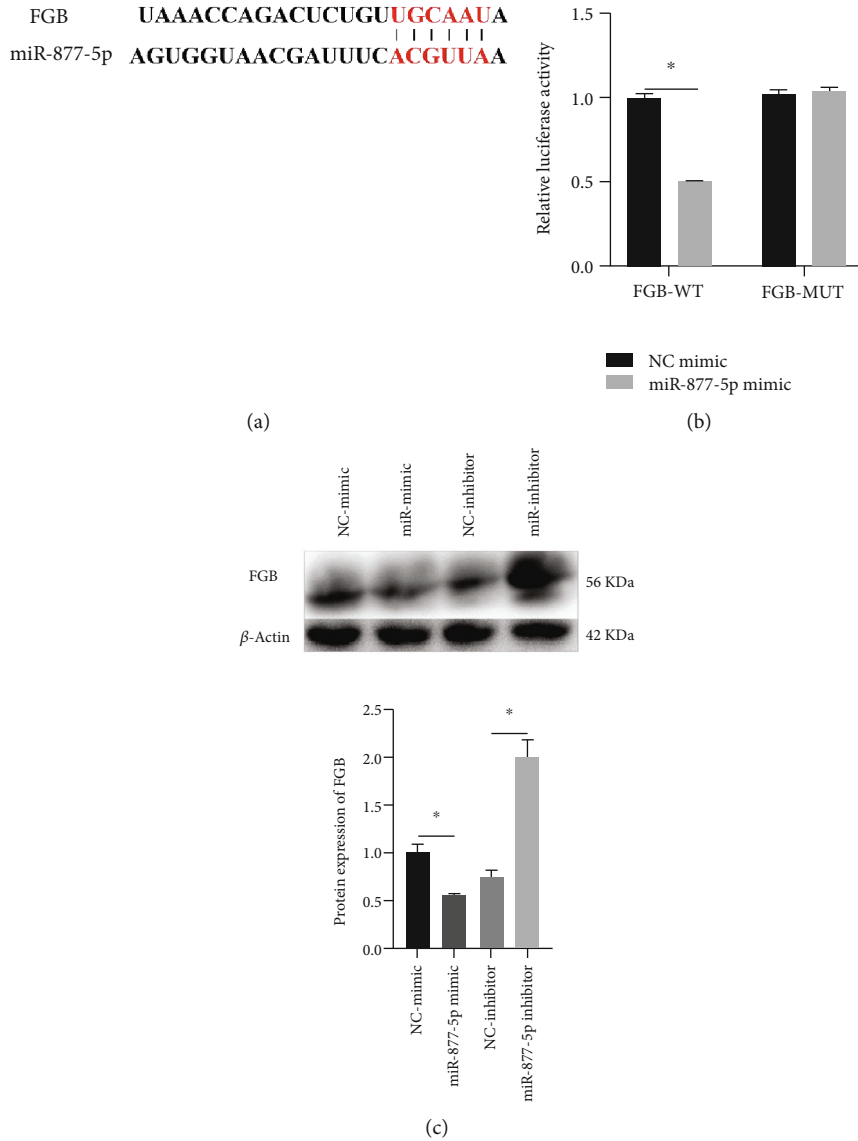 FGB UAAACCAGACUCUGUUGCAAUA
miR-877-5p AGUGGUAACGAUUUCACGUUAA
(a)
Relative luciferase activity
1.5
1.0
0.5
0.0
*
FGB-WT FGB-MUT
NC mimic
miR-877-5p mimic
(b)
NC-mimic
miR-mimic
NC-inhibitor
miR-inhibitor
FGB 56 KDa
β-Actin 42 KDa
Protein expression of FGB
2.5
2.0
1.5
1.0
0.5
0.0
*
*
NC-mimic
miR-877-5p mimic
NC-inhibitor
miR-877-5p inhibitor
(c)